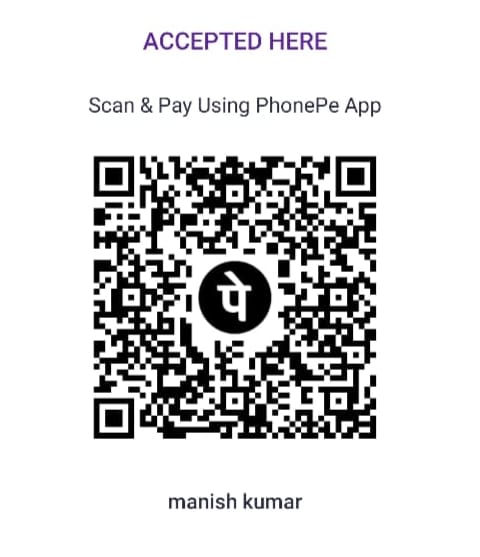 ACCEPTED HERE
Scan & Pay Using PhonePe App
पे
manish kumar